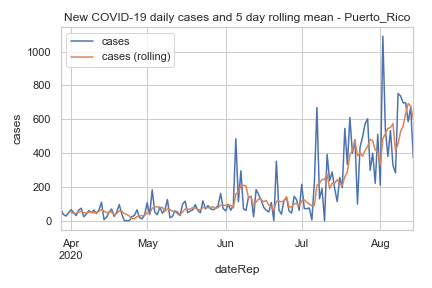 New COVID-19 daily cases and 5 day rolling mean - Puerto_Rico
cases
cases (rolling)
1000
800
600
400
200
0
cases
Apr
2020
May
Jun
Jul
Aug
dateRep